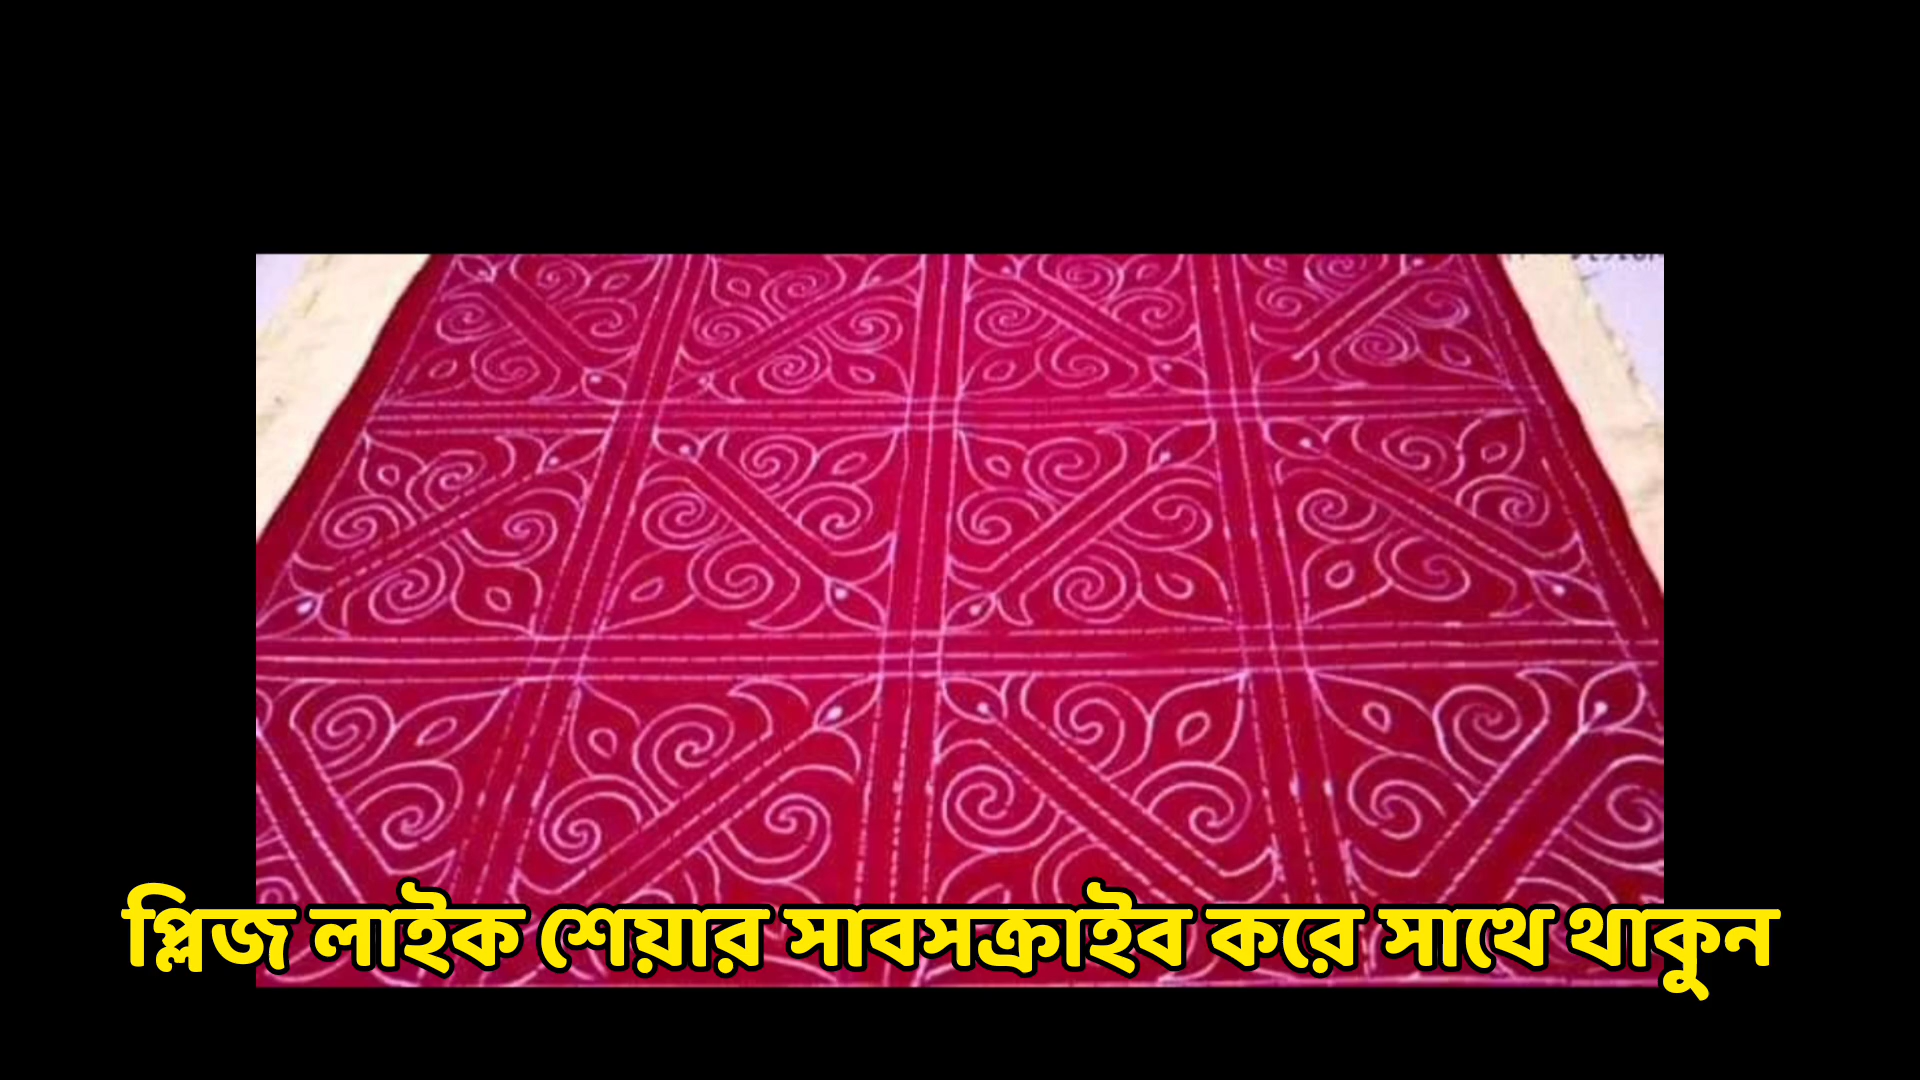 প্লিজ লাইক শেয়ার সাবসক্রাইব করে সাথে থাকুন